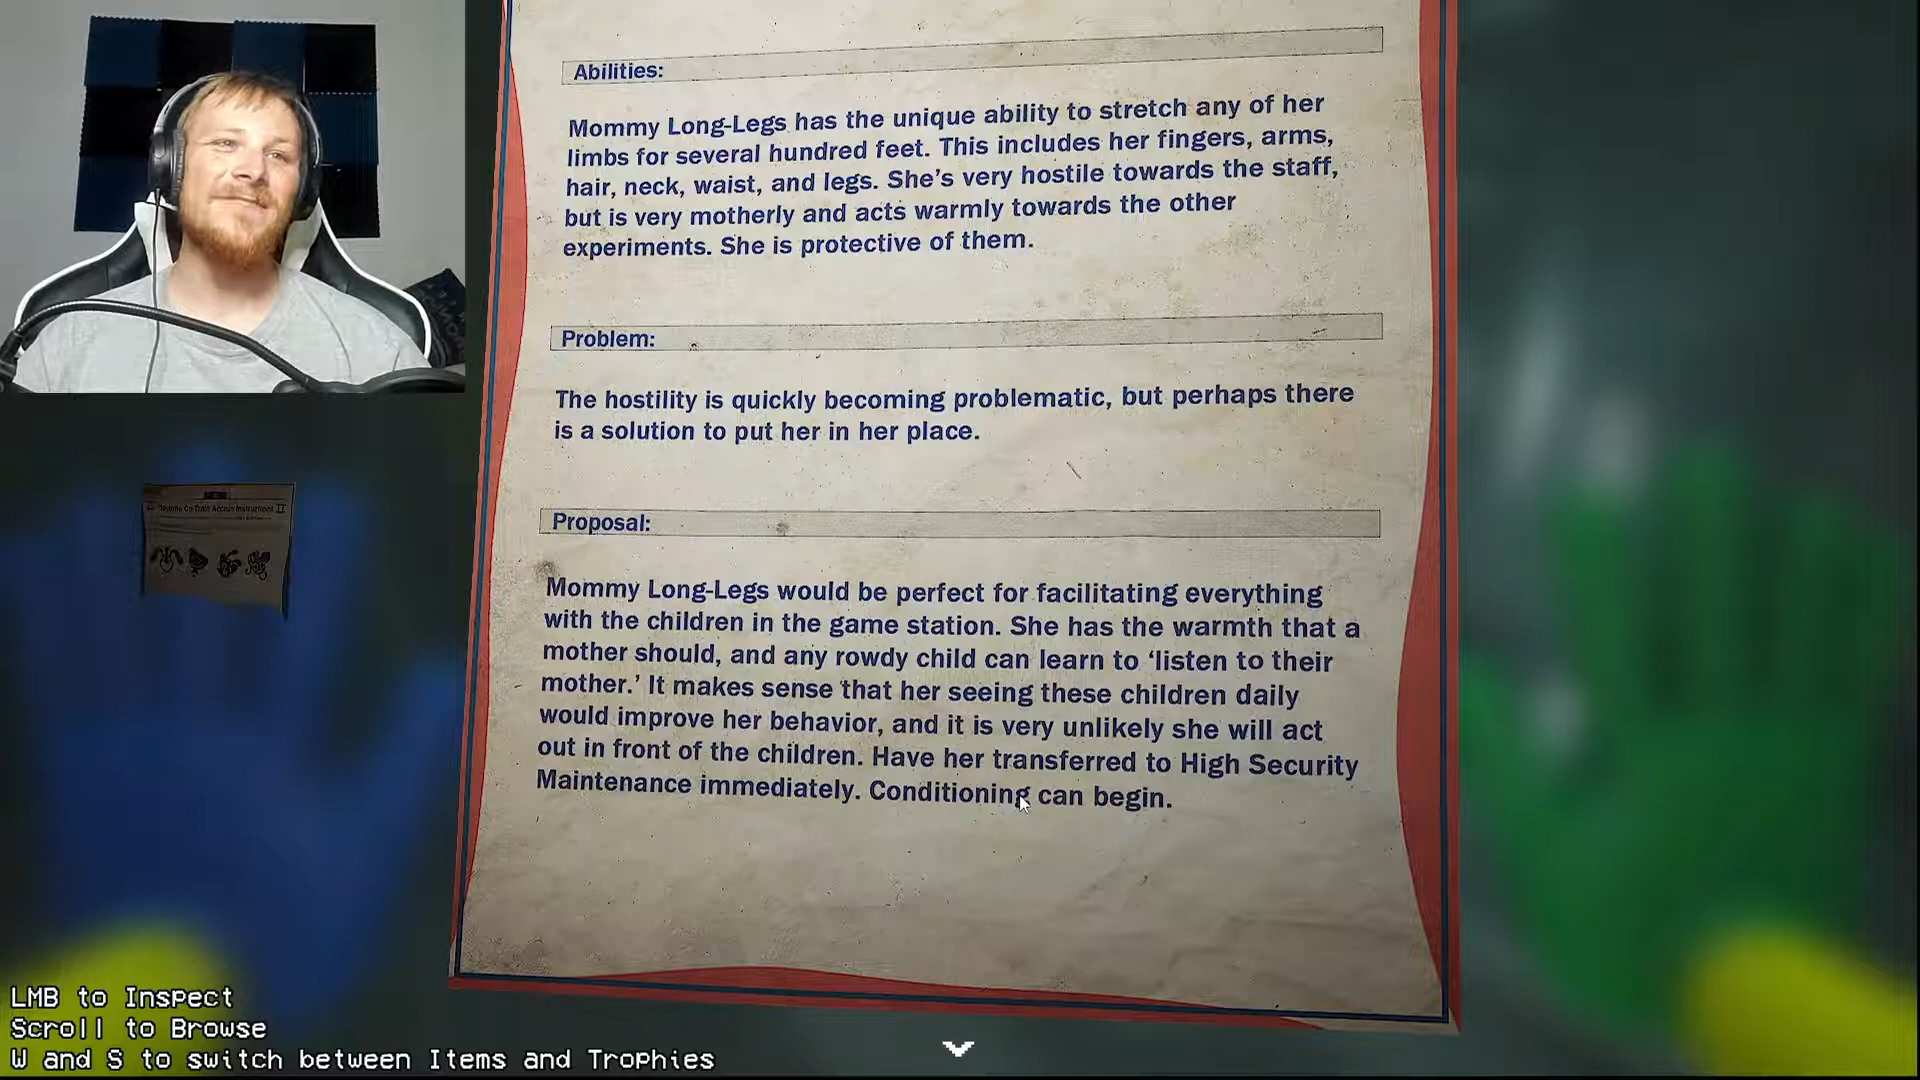 Abilities:
Mommy Long-Legs has the unique ability to stretch any of her
limbs for several hundred feet. This includes her fingers, arms,
hair, neck, waist, and legs. She's very hostile towards the staff,
but is very motherly and acts warmly towards the other
experiments. She is protective of them.
Problem:
The hostility is quickly becoming problematic, but perhaps there
is a solution to put her in her place.
Proposal:
Mommy Long-Legs would be perfect for facilitating everything
with the children in the game station. She has the warmth that a
mother should, and any rowdy child can learn to ‘listen to their
mother.’ It makes sense that her seeing these children daily
would improve her behavior, and it is very unlikely she will act
out in front of the children. Have her transferred to High Security
Maintenance immediately. Conditioning can begin.
LMB to Inspect
Scroll to Browse
W and S to switch between Items and Trophies